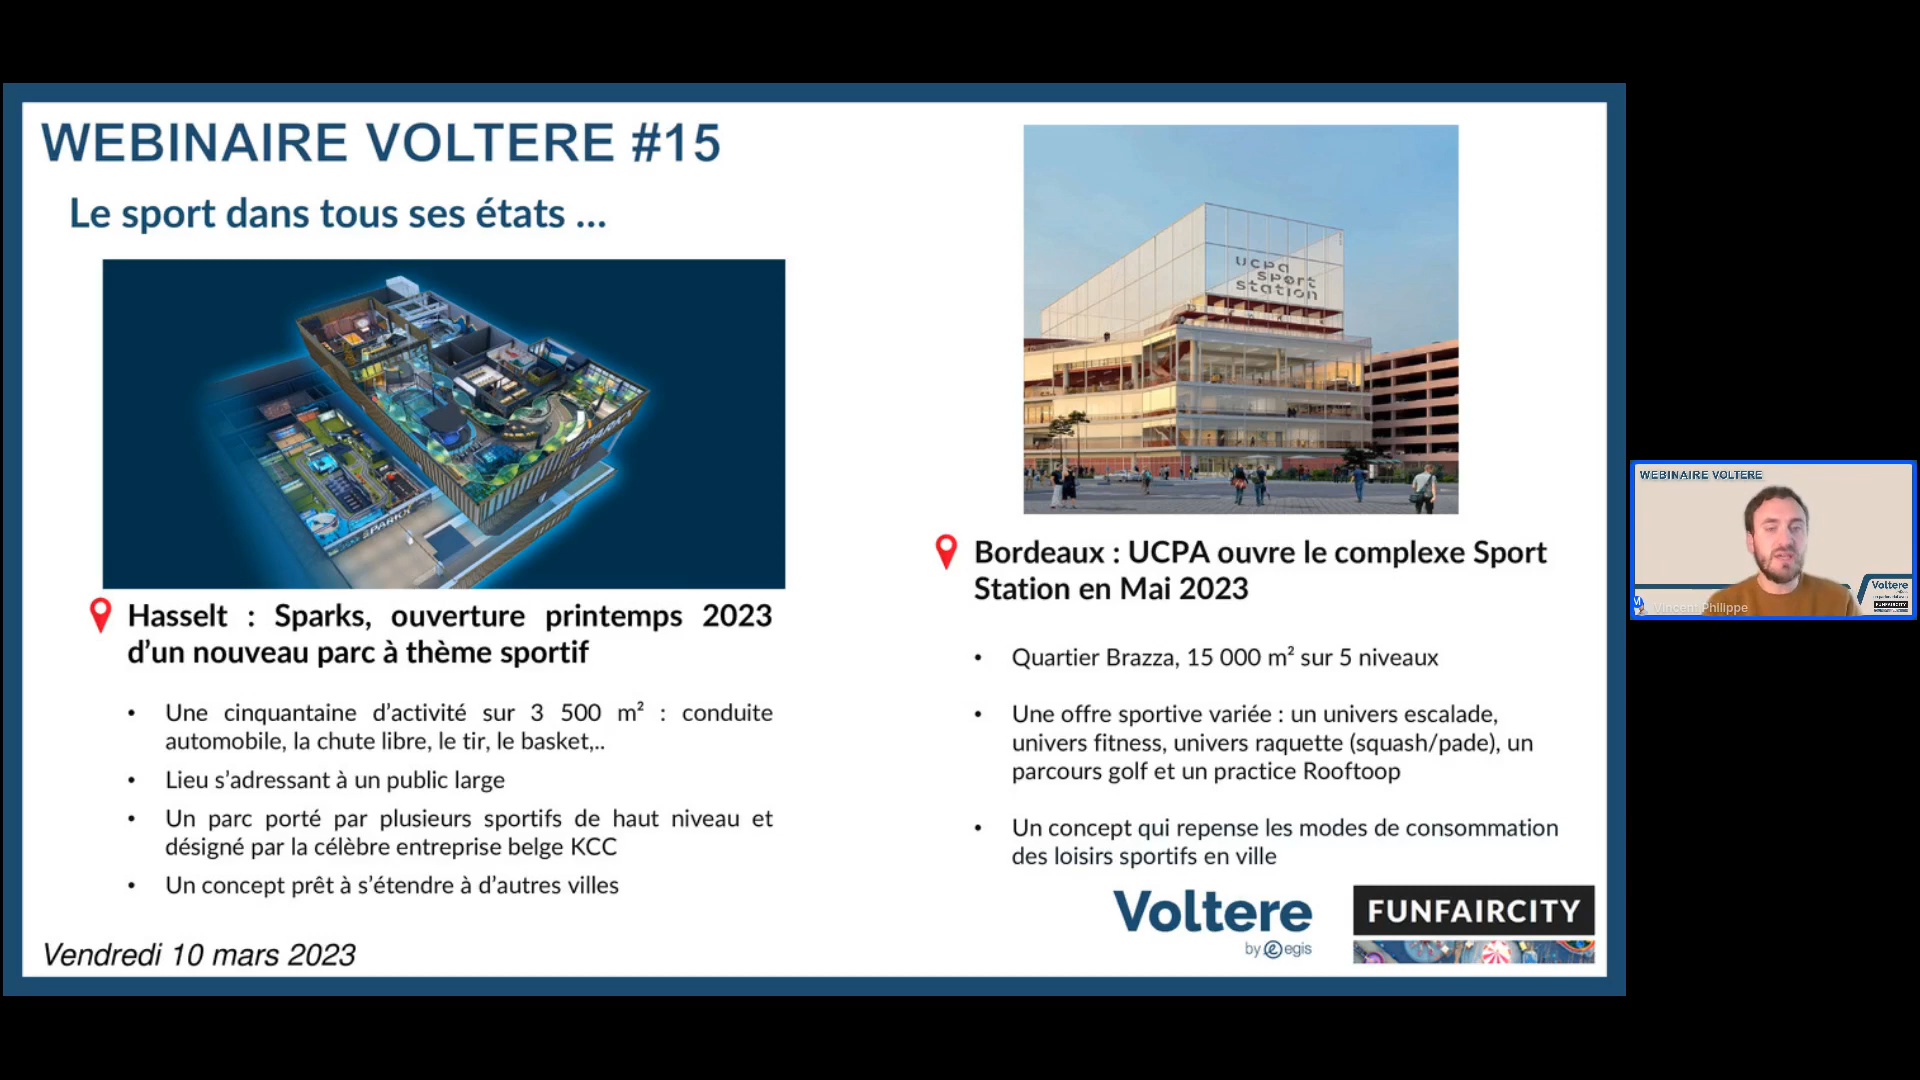 WEBINAIRE VOLTERE #15
Le sport dans tous ses états ...
SPARKX
ucpa
sport
station
Hasselt : Sparks, ouverture printemps 2023
d’un nouveau parc à thème sportif
• Une cinquantaine d’activité sur 3 500 m² : conduite
automobile, la chute libre, le tir, le basket,..
• Lieu s’adressant à un public large
• Un parc porté par plusieurs sportifs de haut niveau et
désigné par la célèbre entreprise belge KCC
• Un concept prêt à s’étendre à d’autres villes
Vendredi 10 mars 2023
Bordeaux : UCPA ouvre le complexe Sport
Station en Mai 2023
• Quartier Brazza, 15 000 m² sur 5 niveaux
• Une offre sportive variée : un univers escalade,
univers fitness, univers raquette (squash/pade), un
parcours golf et un practice Rooftoop
• Un concept qui repense les modes de consommation
des loisirs sportifs en ville
Voltere
by egis
FUNFAIRCITY
WEBINAIRE VOLTERE
Voltere
FUNFAIRCITY
Vincent Philippe